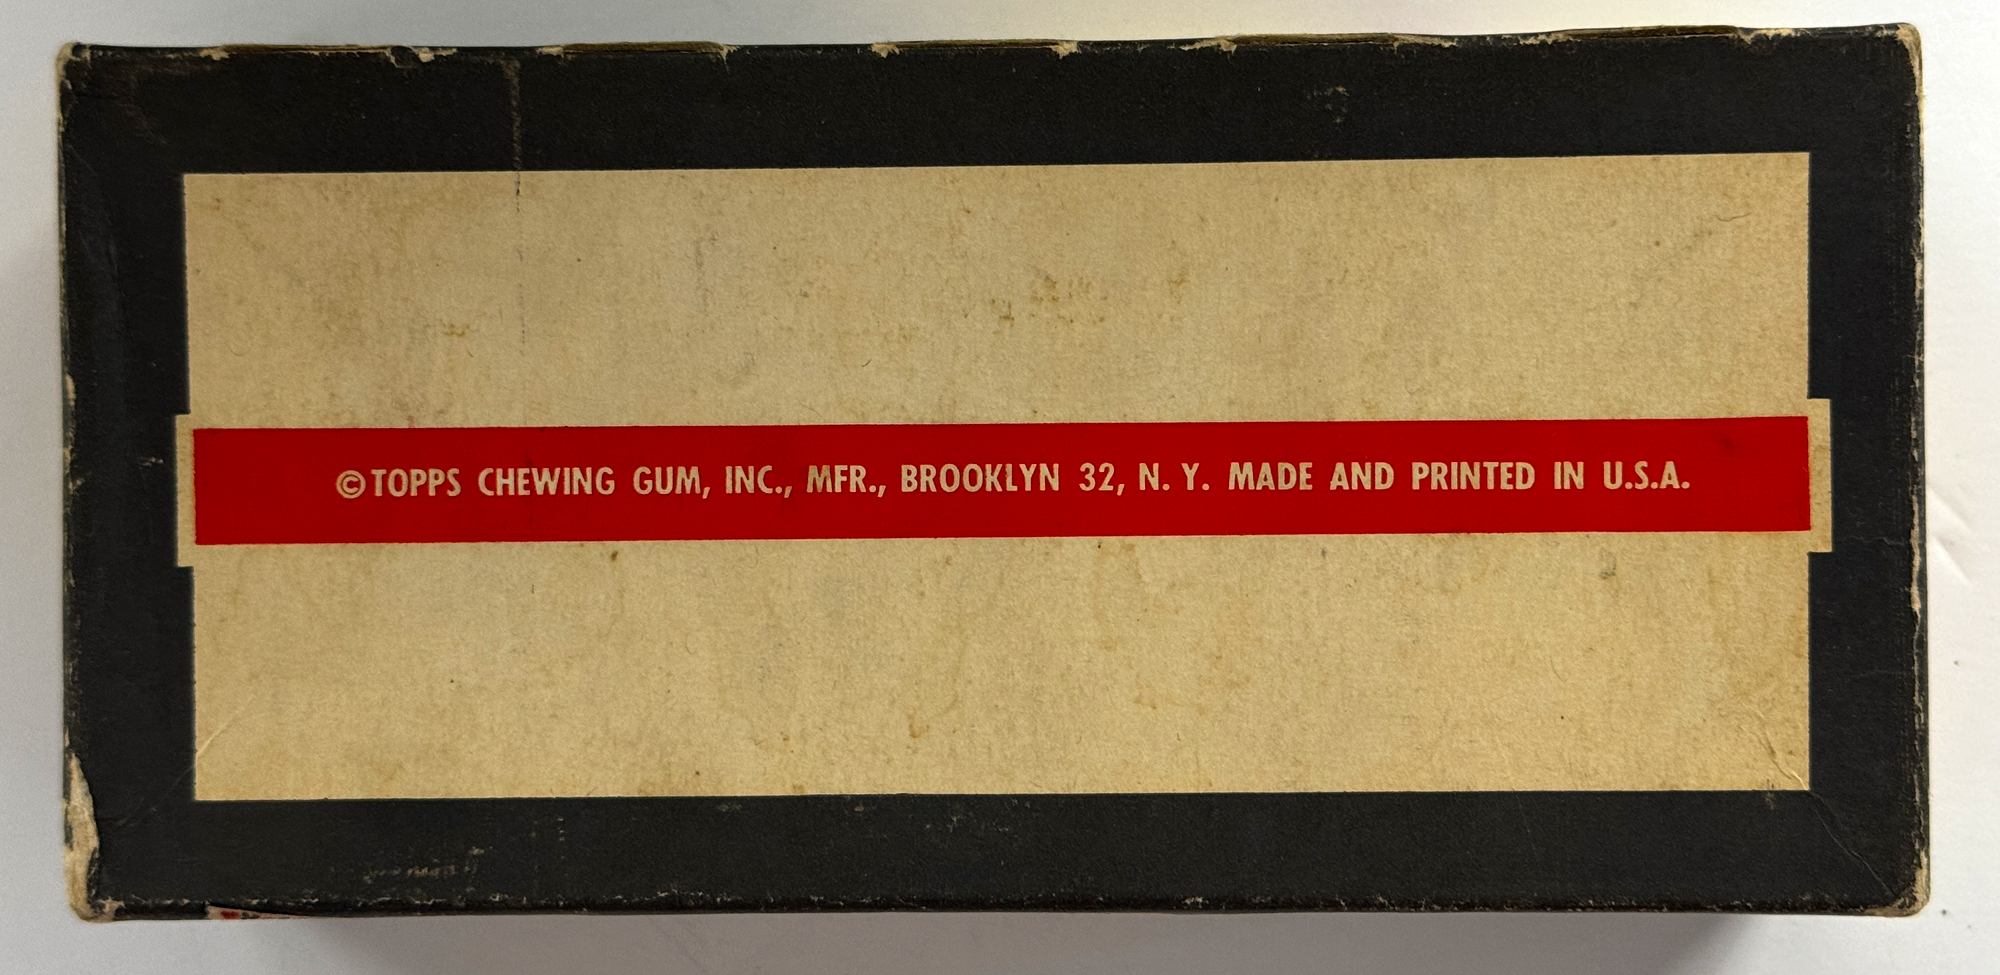 © TOPPS CHEWING GUM, INC., MFR., BROOKLYN 32, N. Y. MADE AND PRINTED IN U.S.A.